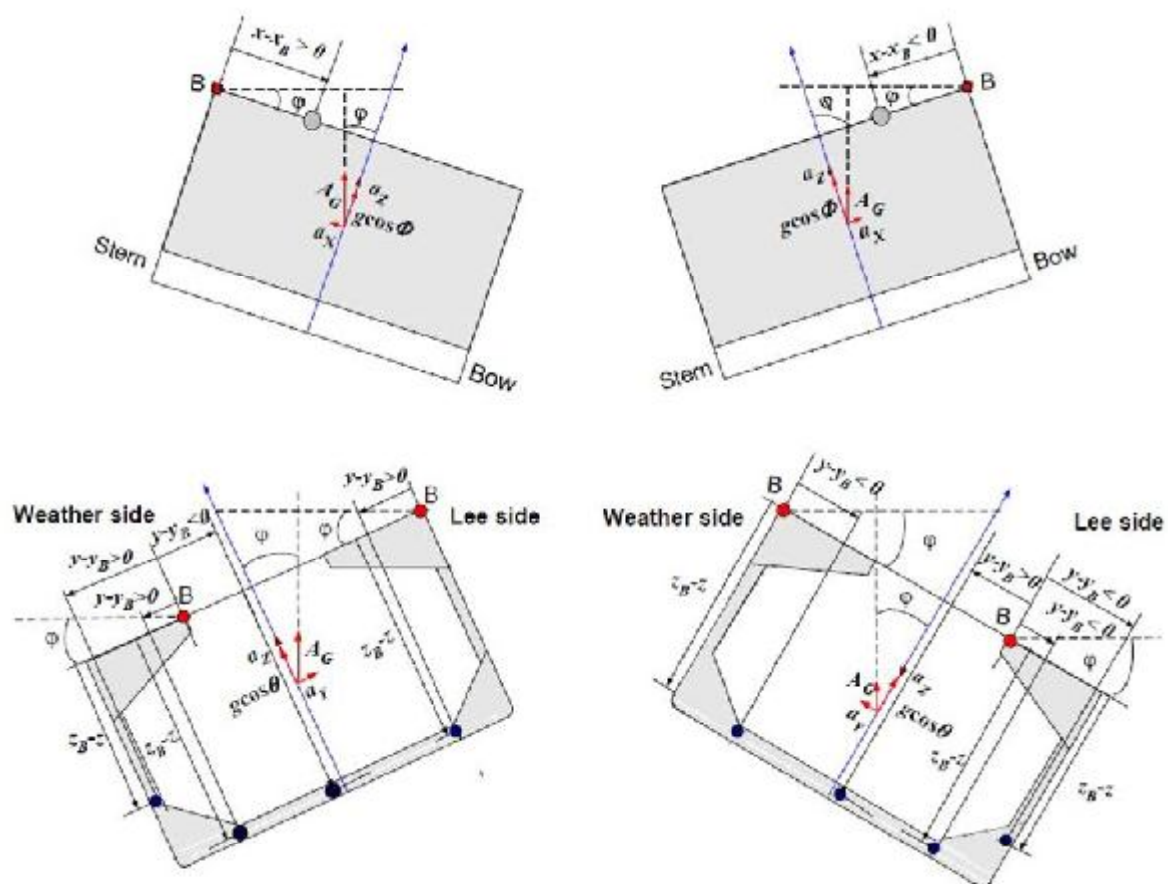 x-x_B > 0
B
φ
φ
A_G
a_Z
gcosΦ
a_X
Stern
Bow
x-x_B < 0
B
φ
φ
a_Z
A_G
gcosΦ
a_X
Stern
Bow
Weather side
y-y_B>0
B
Lee side
y-y_B<0
y-y_B>0
φ
φ
y-y_B>0
B
φ
a_Z
A_G
z_B-z
gcosθ
a_Y
z_B-z
z_B-z
Weather side
B
y-y_B<0
Lee side
φ
z_B-z
y-y_B>0
y-y_B<0
y-y_B<0
φ
B
φ
A_G
a_Z
a_Y
gcosθ
z_B-z
z_B-z